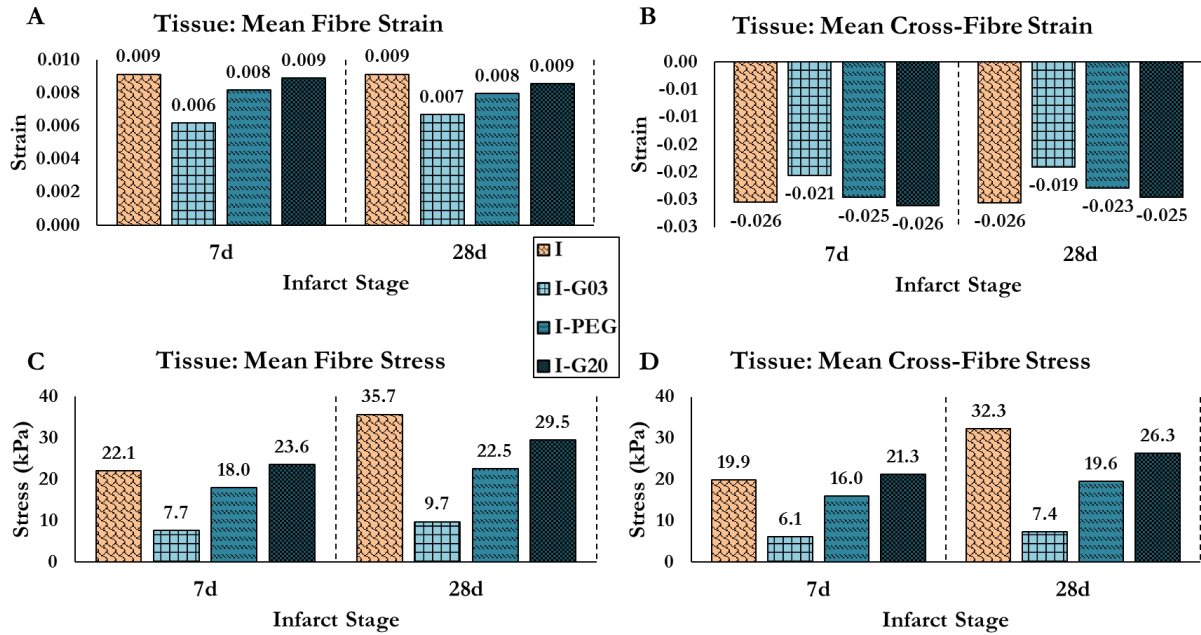 A
Tissue: Mean Fibre Strain
0.010
0.008
0.006
0.004
0.002
0.000
Strain
0.009
0.006
0.008
0.009
0.009
0.007
0.008
0.009
7d
28d
Infarct Stage
B
Tissue: Mean Cross-Fibre Strain
0.00
-0.01
-0.01
-0.02
-0.02
-0.03
-0.03
Strain
-0.026
-0.021
-0.025
-0.026
-0.026
-0.019
-0.023
-0.025
7d
28d
Infarct Stage
I
I-G03
I-PEG
I-G20
C
Tissue: Mean Fibre Stress
40
30
20
10
0
Stress (kPa)
22.1
7.7
18.0
23.6
35.7
9.7
22.5
29.5
7d
28d
Infarct Stage
D
Tissue: Mean Cross-Fibre Stress
40
30
20
10
0
Stress (kPa)
19.9
6.1
16.0
21.3
32.3
7.4
19.6
26.3
7d
28d
Infarct Stage